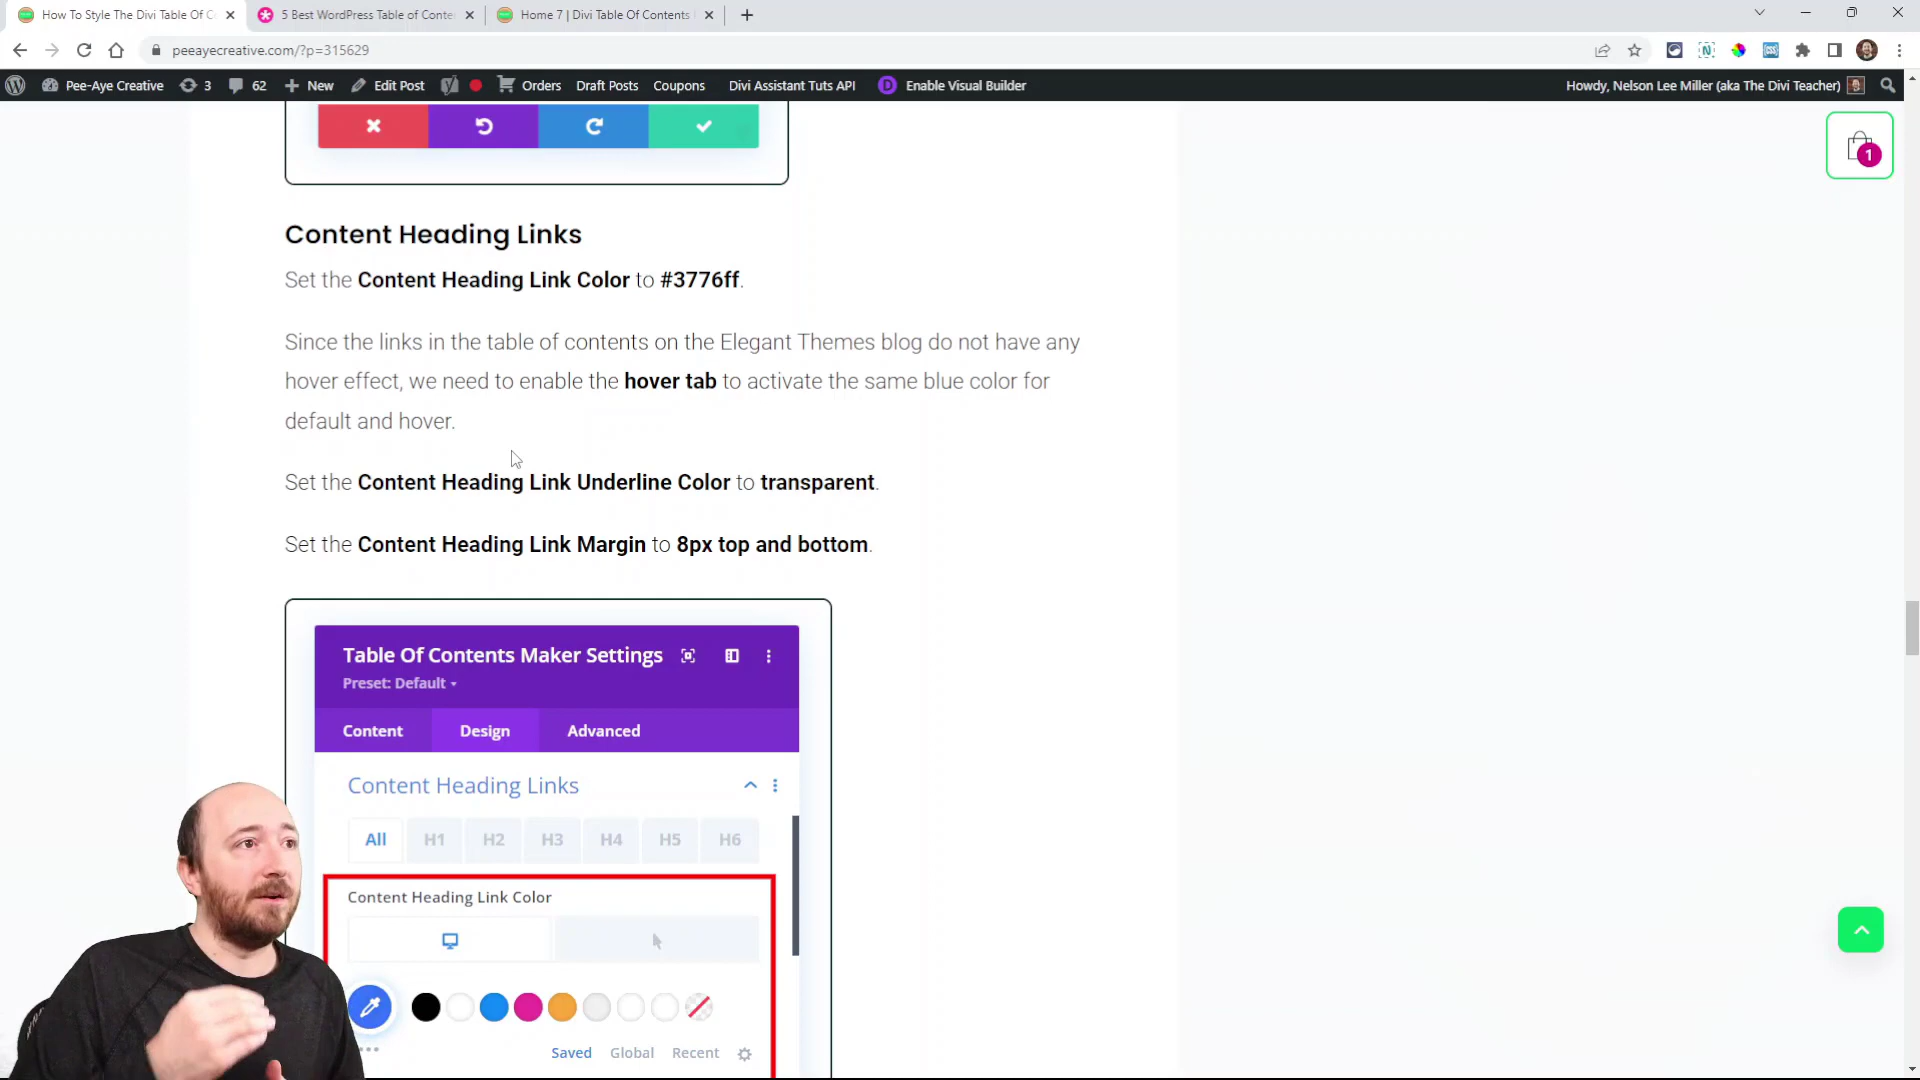 How To Style The Divi Table Of C
5 Best WordPress Table of Conte
Home 7 | Divi Table Of Contents
peeayecreative.com/?p=315629
Pee-Aye Creative
3
62
New
Edit Post
Orders
Draft Posts
Coupons
Divi Assistant Tuts API
Enable Visual Builder
Howdy, Nelson Lee Miller (aka The Divi Teacher)
1
Content Heading Links
Set the Content Heading Link Color to #3776ff.
Since the links in the table of contents on the Elegant Themes blog do not have any
hover effect, we need to enable the hover tab to activate the same blue color for
default and hover.
Set the Content Heading Link Underline Color to transparent.
Set the Content Heading Link Margin to 8px top and bottom.
Table Of Contents Maker Settings
Preset: Default
Content
Design
Advanced
Content Heading Links
All
H1
H2
H3
H4
H5
H6
Content Heading Link Color
Saved
Global
Recent